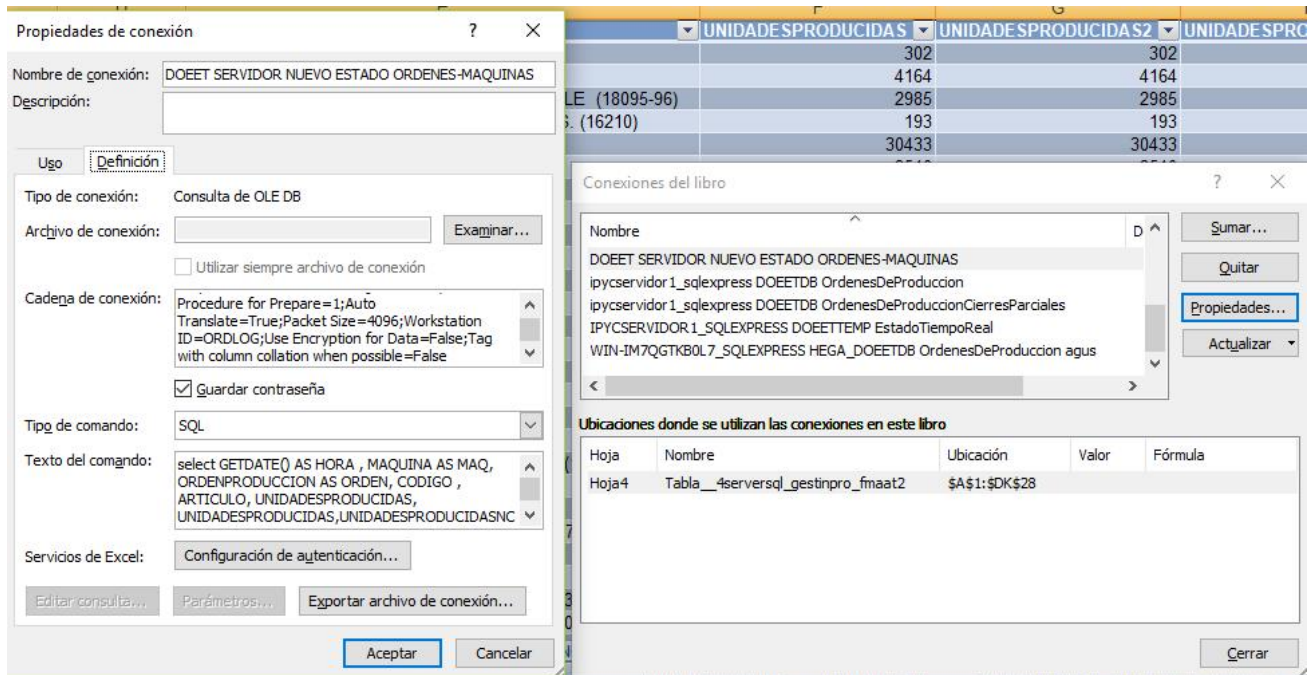 Propiedades de conexión ? ×
Nombre de conexión: DOEET SERVIDOR NUEVO ESTADO ORDENES-MAQUINAS
Descripción:
Uso Definición
Tipo de conexión: Consulta de OLE DB
Archivo de conexión: Examinar...
Utilizar siempre archivo de conexión
Cadena de conexión:
Procedure for Prepare=1;Auto
Translate=True;Packet Size=4096;Workstation
ID=ORDLOG;Use Encryption for Data=False;Tag
with column collation when possible=False
Guardar contraseña
Tipo de comando: SQL
Texto del comando: select GETDATE() AS HORA , MAQUINA AS MAQ,
ORDENPRODUCCION AS ORDEN, CODIGO ,
ARTICULO, UNIDADESPRODUCIDAS,
UNIDADESPRODUCIDAS,UNIDADESPRODUCIDASNC
Servicios de Excel: Configuración de autenticación...
Editar consulta... Parámetros... Exportar archivo de conexión...
Aceptar Cancelar
F G
UNIDADESPRODUCIDAS UNIDADESPRODUCIDAS2 UNIDADESPRO
302 302
4164 4164
LE (18095-96) 2985 2985
. (16210) 193 193
30433 30433
Conexiones del libro ? ×
Nombre D
DOEET SERVIDOR NUEVO ESTADO ORDENES-MAQUINAS
ipycservidor1_sqlexpress DOEETDB OrdenesDeProduccion
ipycservidor1_sqlexpress DOEETDB OrdenesDeProduccionCierresParciales
IPYCSERVIDOR1_SQLEXPRESS DOEETTEMP EstadoTiempoReal
WIN-IM7QGTKB0L7_SQLEXPRESS HEGA_DOEETDB OrdenesDeProduccion agus
Sumar...
Quitar
Propiedades...
Actualizar
Ubicaciones donde se utilizan las conexiones en este libro
Hoja Nombre Ubicación Valor Fórmula
Hoja4 Tabla__4serversql_gestinpro_fmaat2 $A$1:$DK$28
Cerrar